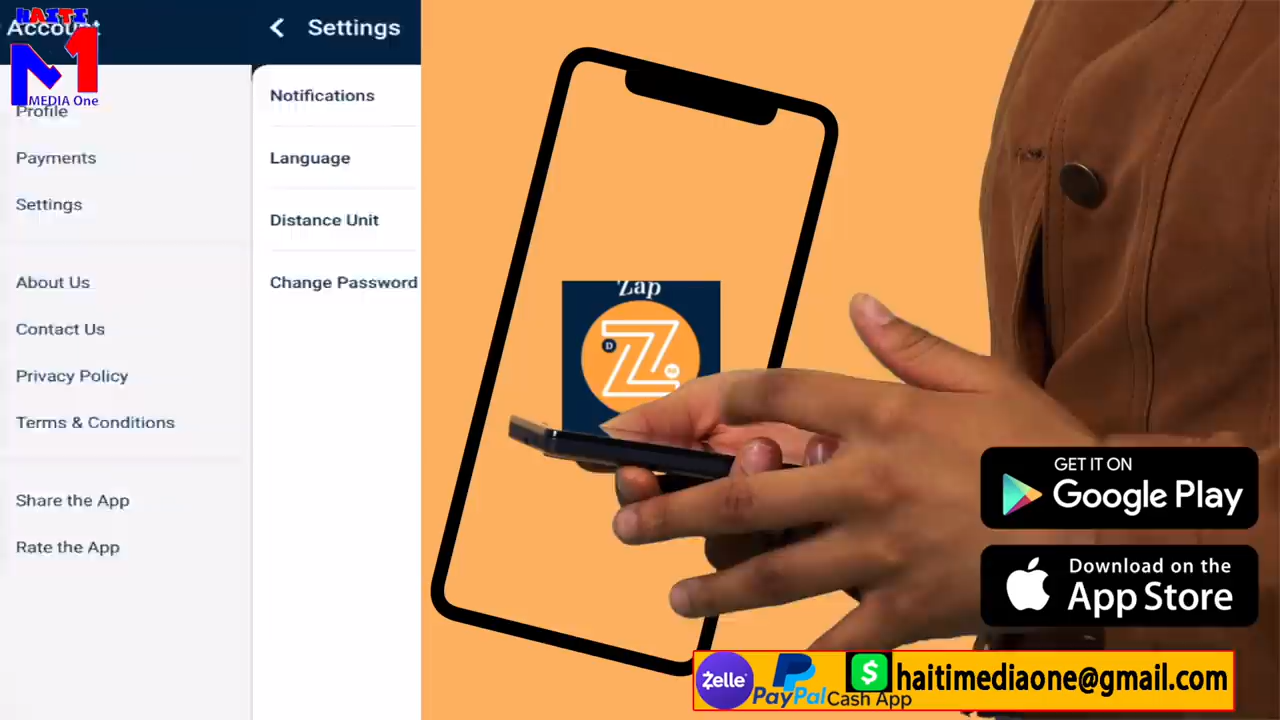 HAITI
M1
MEDIA One
Account
Profile
Payments
Settings
About Us
Contact Us
Privacy Policy
Terms & Conditions
Share the App
Rate the App
Settings
Notifications
Language
Distance Unit
Change Password
Zap
D
Z
GET IT ON
Google Play
Download on the
App Store
Zelle
PayPal
$
Cash App
haitimediaone@gmail.com